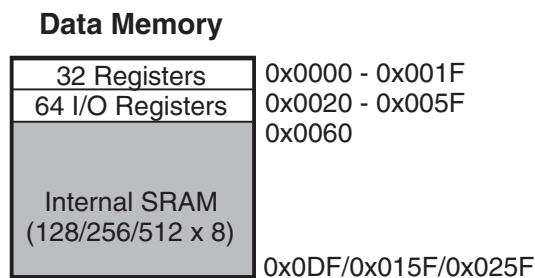 Data Memory
32 Registers 0x0000 - 0x001F
64 I/O Registers 0x0020 - 0x005F
0x0060
Internal SRAM
(128/256/512 x 8)
0x0DF/0x015F/0x025F